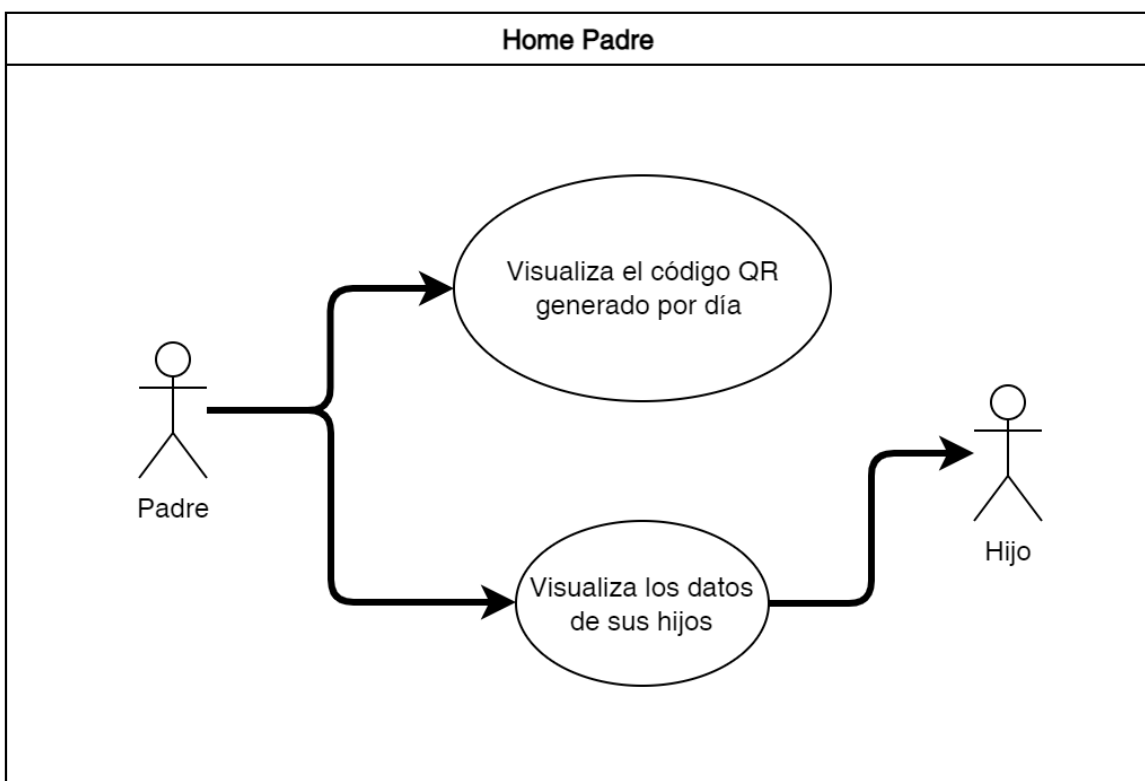 Home Padre
Visualiza el código QR
generado por día
Padre
Hijo
Visualiza los datos
de sus hijos